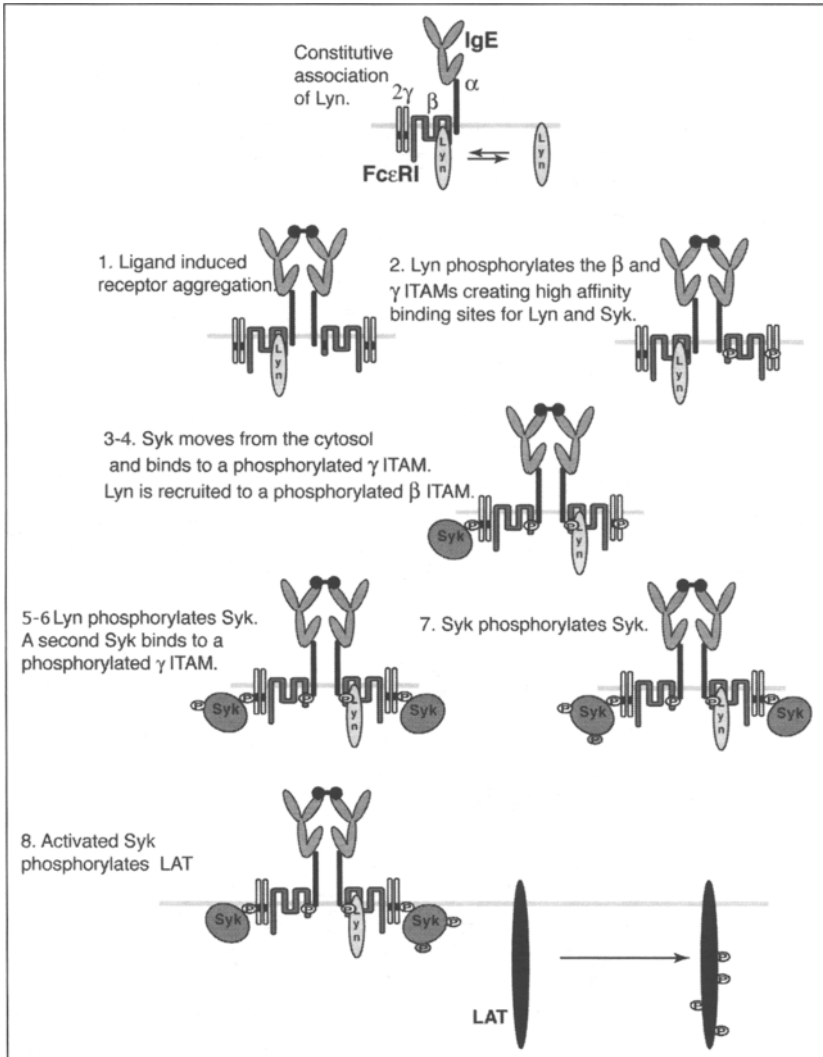 Constitutive
association
of Lyn.
IgE
α
2γ
β
Lyn
Lyn
FcεRI
1. Ligand induced
receptor aggregation.
Lyn
2. Lyn phosphorylates the β and
γ ITAMs creating high affinity
binding sites for Lyn and Syk.
Lyn
P
P
3-4. Syk moves from the cytosol
and binds to a phosphorylated γ ITAM.
Lyn is recruited to a phosphorylated β ITAM.
Syk
P
P
P
Lyn
P
5-6 Lyn phosphorylates Syk.
A second Syk binds to a
phosphorylated γ ITAM.
P
Syk
P
P
P
Lyn
P
Syk
7. Syk phosphorylates Syk.
P
Syk
P
P
P
P
Lyn
P
Syk
8. Activated Syk
phosphorylates LAT
Syk
P
P
P
Lyn
P
Syk
P
P
LAT
P
P
P
P